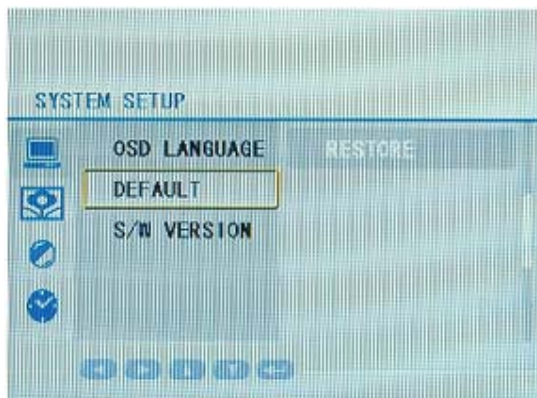 SYSTEM SETUP
OSD LANGUAGE RESTORE
DEFAULT
S/W VERSION